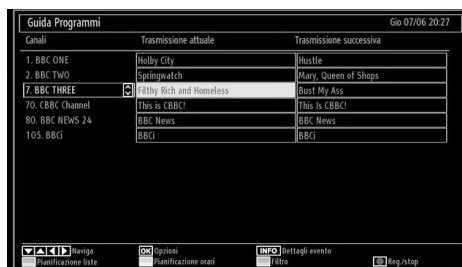 Guida Programmi Gio 07/06 20:27
Canali Trasmissione attuale Trasmissione successiva
1. BBC ONE Holby City Hustle
2. BBC TWO Springwatch Mary, Queen of Shops
7. BBC THREE Filthy Rich and Homeless Bust My Ass
70. CBBC Channel This is CBBC! This Is CBBC!
80. BBC NEWS 24 BBC News BBC News
105. BBCi BBCi BBCi
Naviga OK Opzioni INFO Dettagli evento
Pianificazione liste Pianificazione orari Filtro Reg./stop